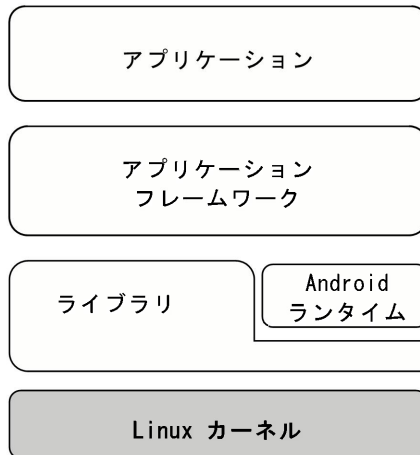 アプリケーション
アプリケーション
フレームワーク
ライブラリ
Android
ランタイム
Linux カーネル